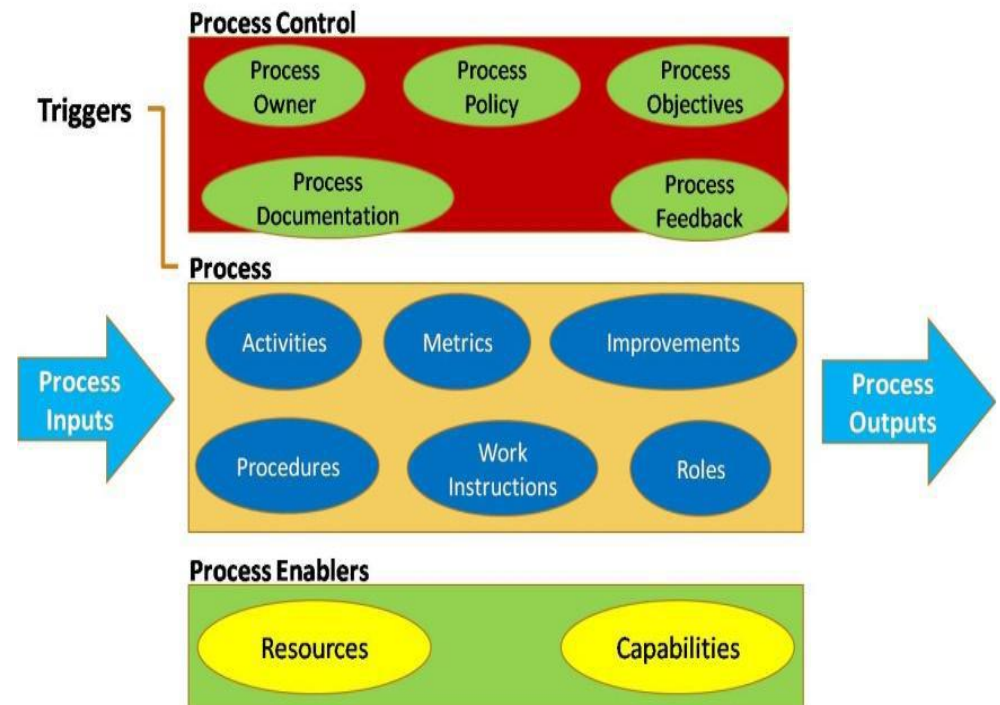 Process Control
Process
Owner
Process
Policy
Process
Objectives
Triggers
Process
Documentation
Process
Feedback
Process
Activities
Metrics
Improvements
Process
Inputs
Process
Outputs
Procedures
Work
Instructions
Roles
Process Enablers
Resources
Capabilities